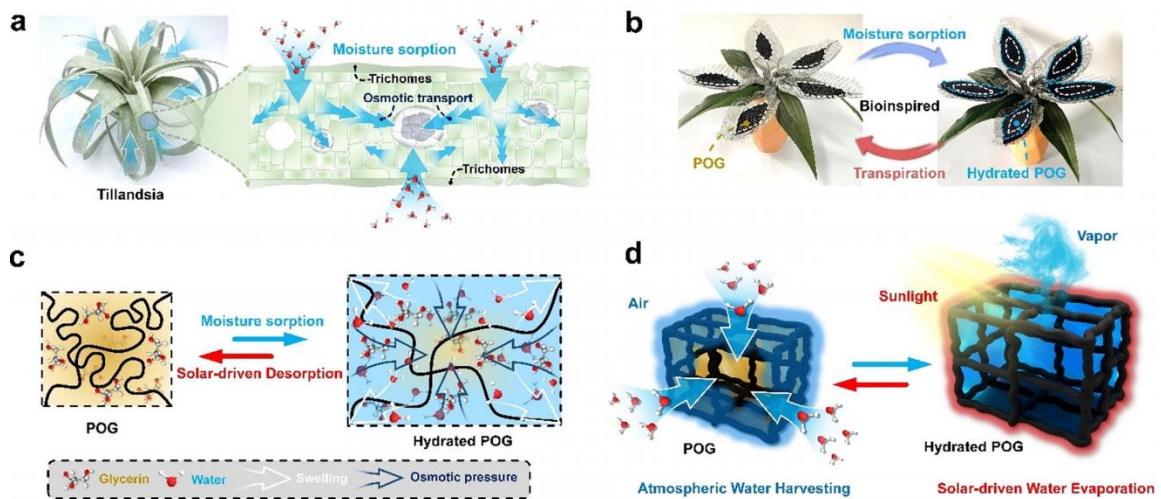 a
Moisture sorption
Trichomes
Osmotic transport
Trichomes
Tillandsia
b
Moisture sorption
Bioinspired
POG
Transpiration
Hydrated POG
c
Moisture sorption
Solar-driven Desorption
POG
Hydrated POG
Glycerin
Water
Swelling
Osmotic pressure
d
Vapor
Air
Sunlight
POG
Hydrated POG
Atmospheric Water Harvesting
Solar-driven Water Evaporation